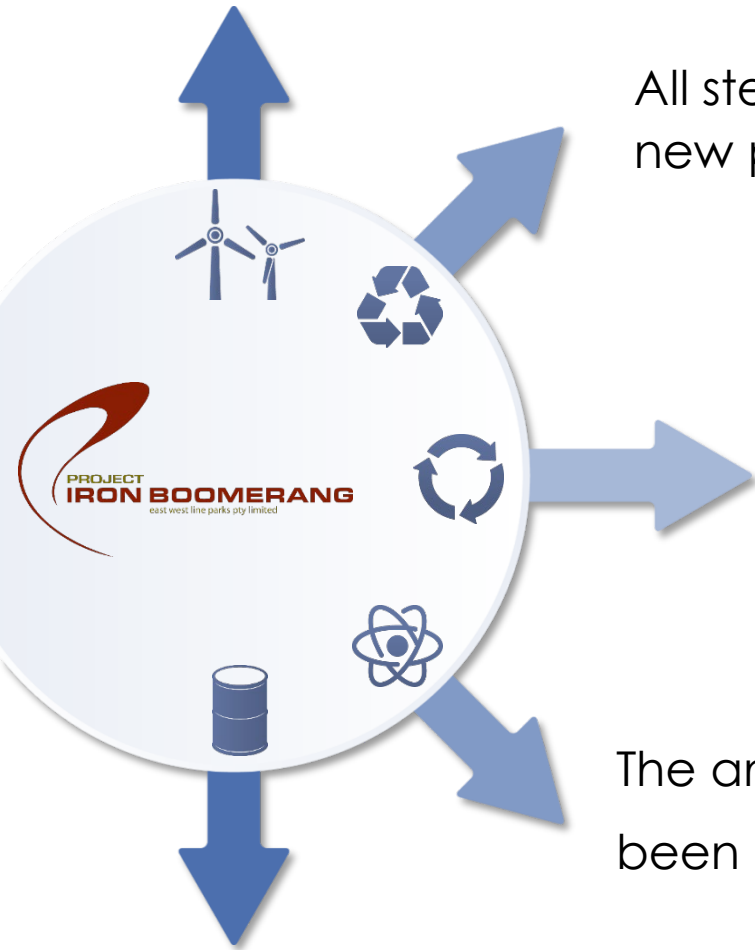 All ste
new p
PROJECT
IRON BOOMERANG
east west line parks pty limited
The ar
been